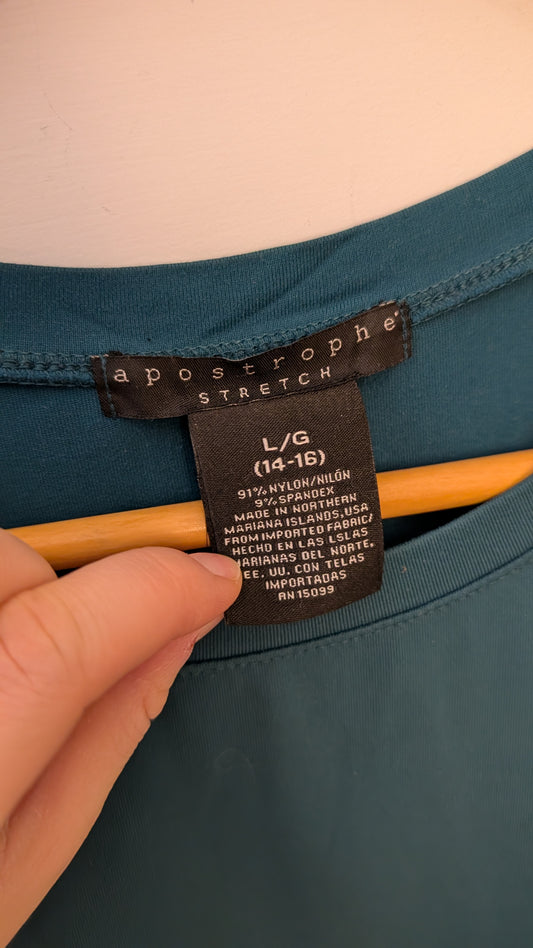 apostrophe
STRETCH
L/G
(14-16)
91% NYLON/NILÓN
9% SPANDEX
MADE IN NORTHERN
MARIANA ISLANDS, USA
FROM IMPORTED FABRIC/
HECHO EN LAS LSLAS
MARIANAS DEL NORTE,
EE. UU. CON TELAS
IMPORTADAS
RN 15099